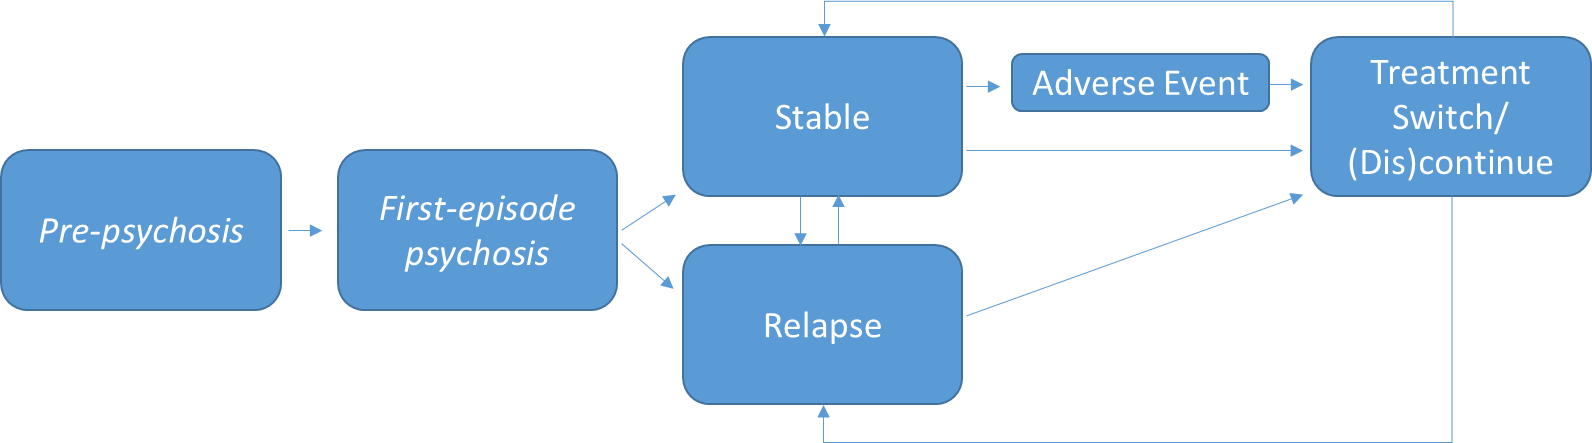 Pre-psychosis
First-episode
psychosis
Stable
Relapse
Adverse Event
Treatment
Switch/
(Dis)continue